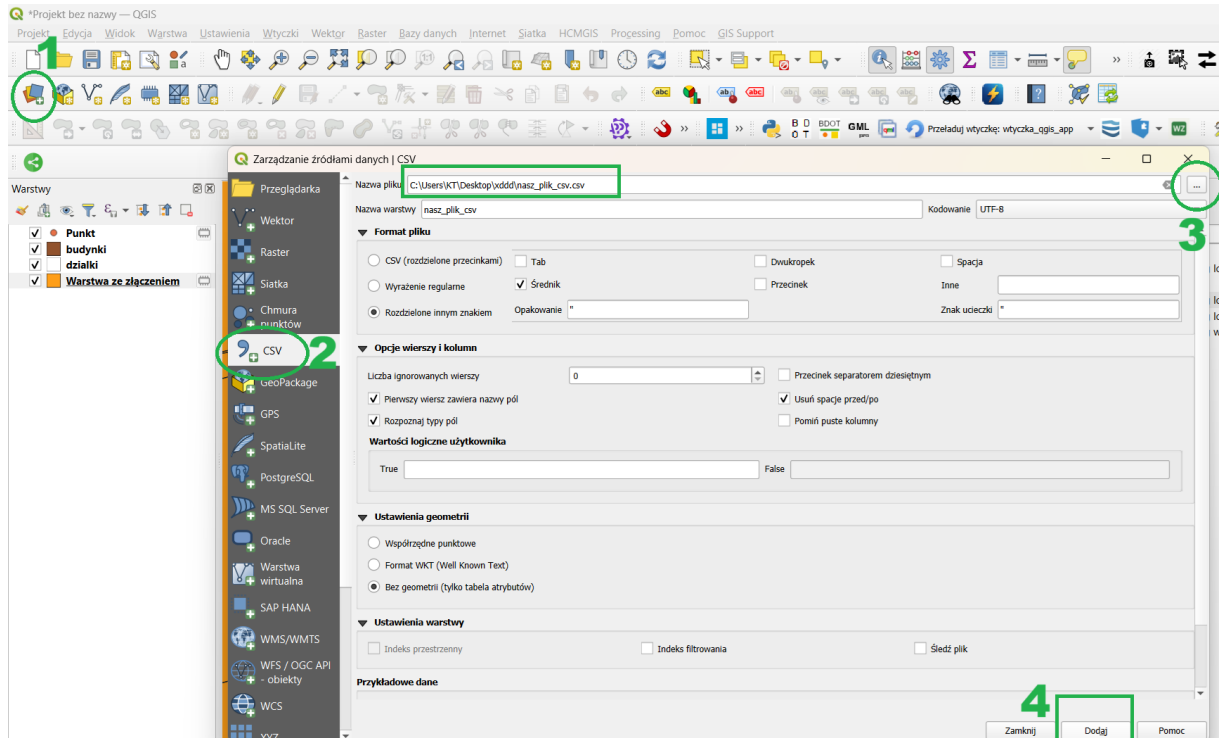 *Projekt bez nazwy — QGIS
Projekt Edycja Widok Warstwa Ustawienia Wtyczki Wektor Raster Bazy danych Internet Siatka HCMGIS Processing Pomoc GIS Support
1
abc abc abc
B D BDOT GML Przeładuj wtyczkę: wtyczka_qgis_app WZ
O T
Zarządzanie źródłami danych | CSV
Warstwy
Punkt
budynki
działki
Warstwa ze złączeniem
Przeglądarka
Wektor
Raster
Siatka
Chmura
punktów
CSV
2
GeoPackage
GPS
SpatiaLite
PostgreSQL
MS SQL Server
Oracle
Warstwa
wirtualna
SAP HANA
WMS/WMTS
WFS / OGC API
- obiekty
WCS
XYZ
Nazwa pliku C:\Users\KT\Desktop\xddd\nasz_plik_csv.csv ...
3
Nazwa warstwy nasz_plik_csv Kodowanie UTF-8
Format pliku
CSV (rozdzielone przecinkami) Tab Dwukropek Spacja
Wyrażenie regularne Średnik Przecinek Inne
Rozdzielone innym znakiem Opakowanie " Znak ucieczki "
Opcje wierszy i kolumn
Liczba ignorowanych wierszy 0 Przecinek separatorem dziesiętnym
Pierwszy wiersz zawiera nazwy pól Usuń spacje przed/po
Rozpoznaj typy pól Pomiń puste kolumny
Wartości logiczne użytkownika
True False
Ustawienia geometrii
Współrzędne punktowe
Format WKT (Well Known Text)
Bez geometrii (tylko tabela atrybutów)
Ustawienia warstwy
Indeks przestrzenny Indeks filtrowania Śledź plik
Przykładowe dane
4
Zamknij Dodaj Pomoc